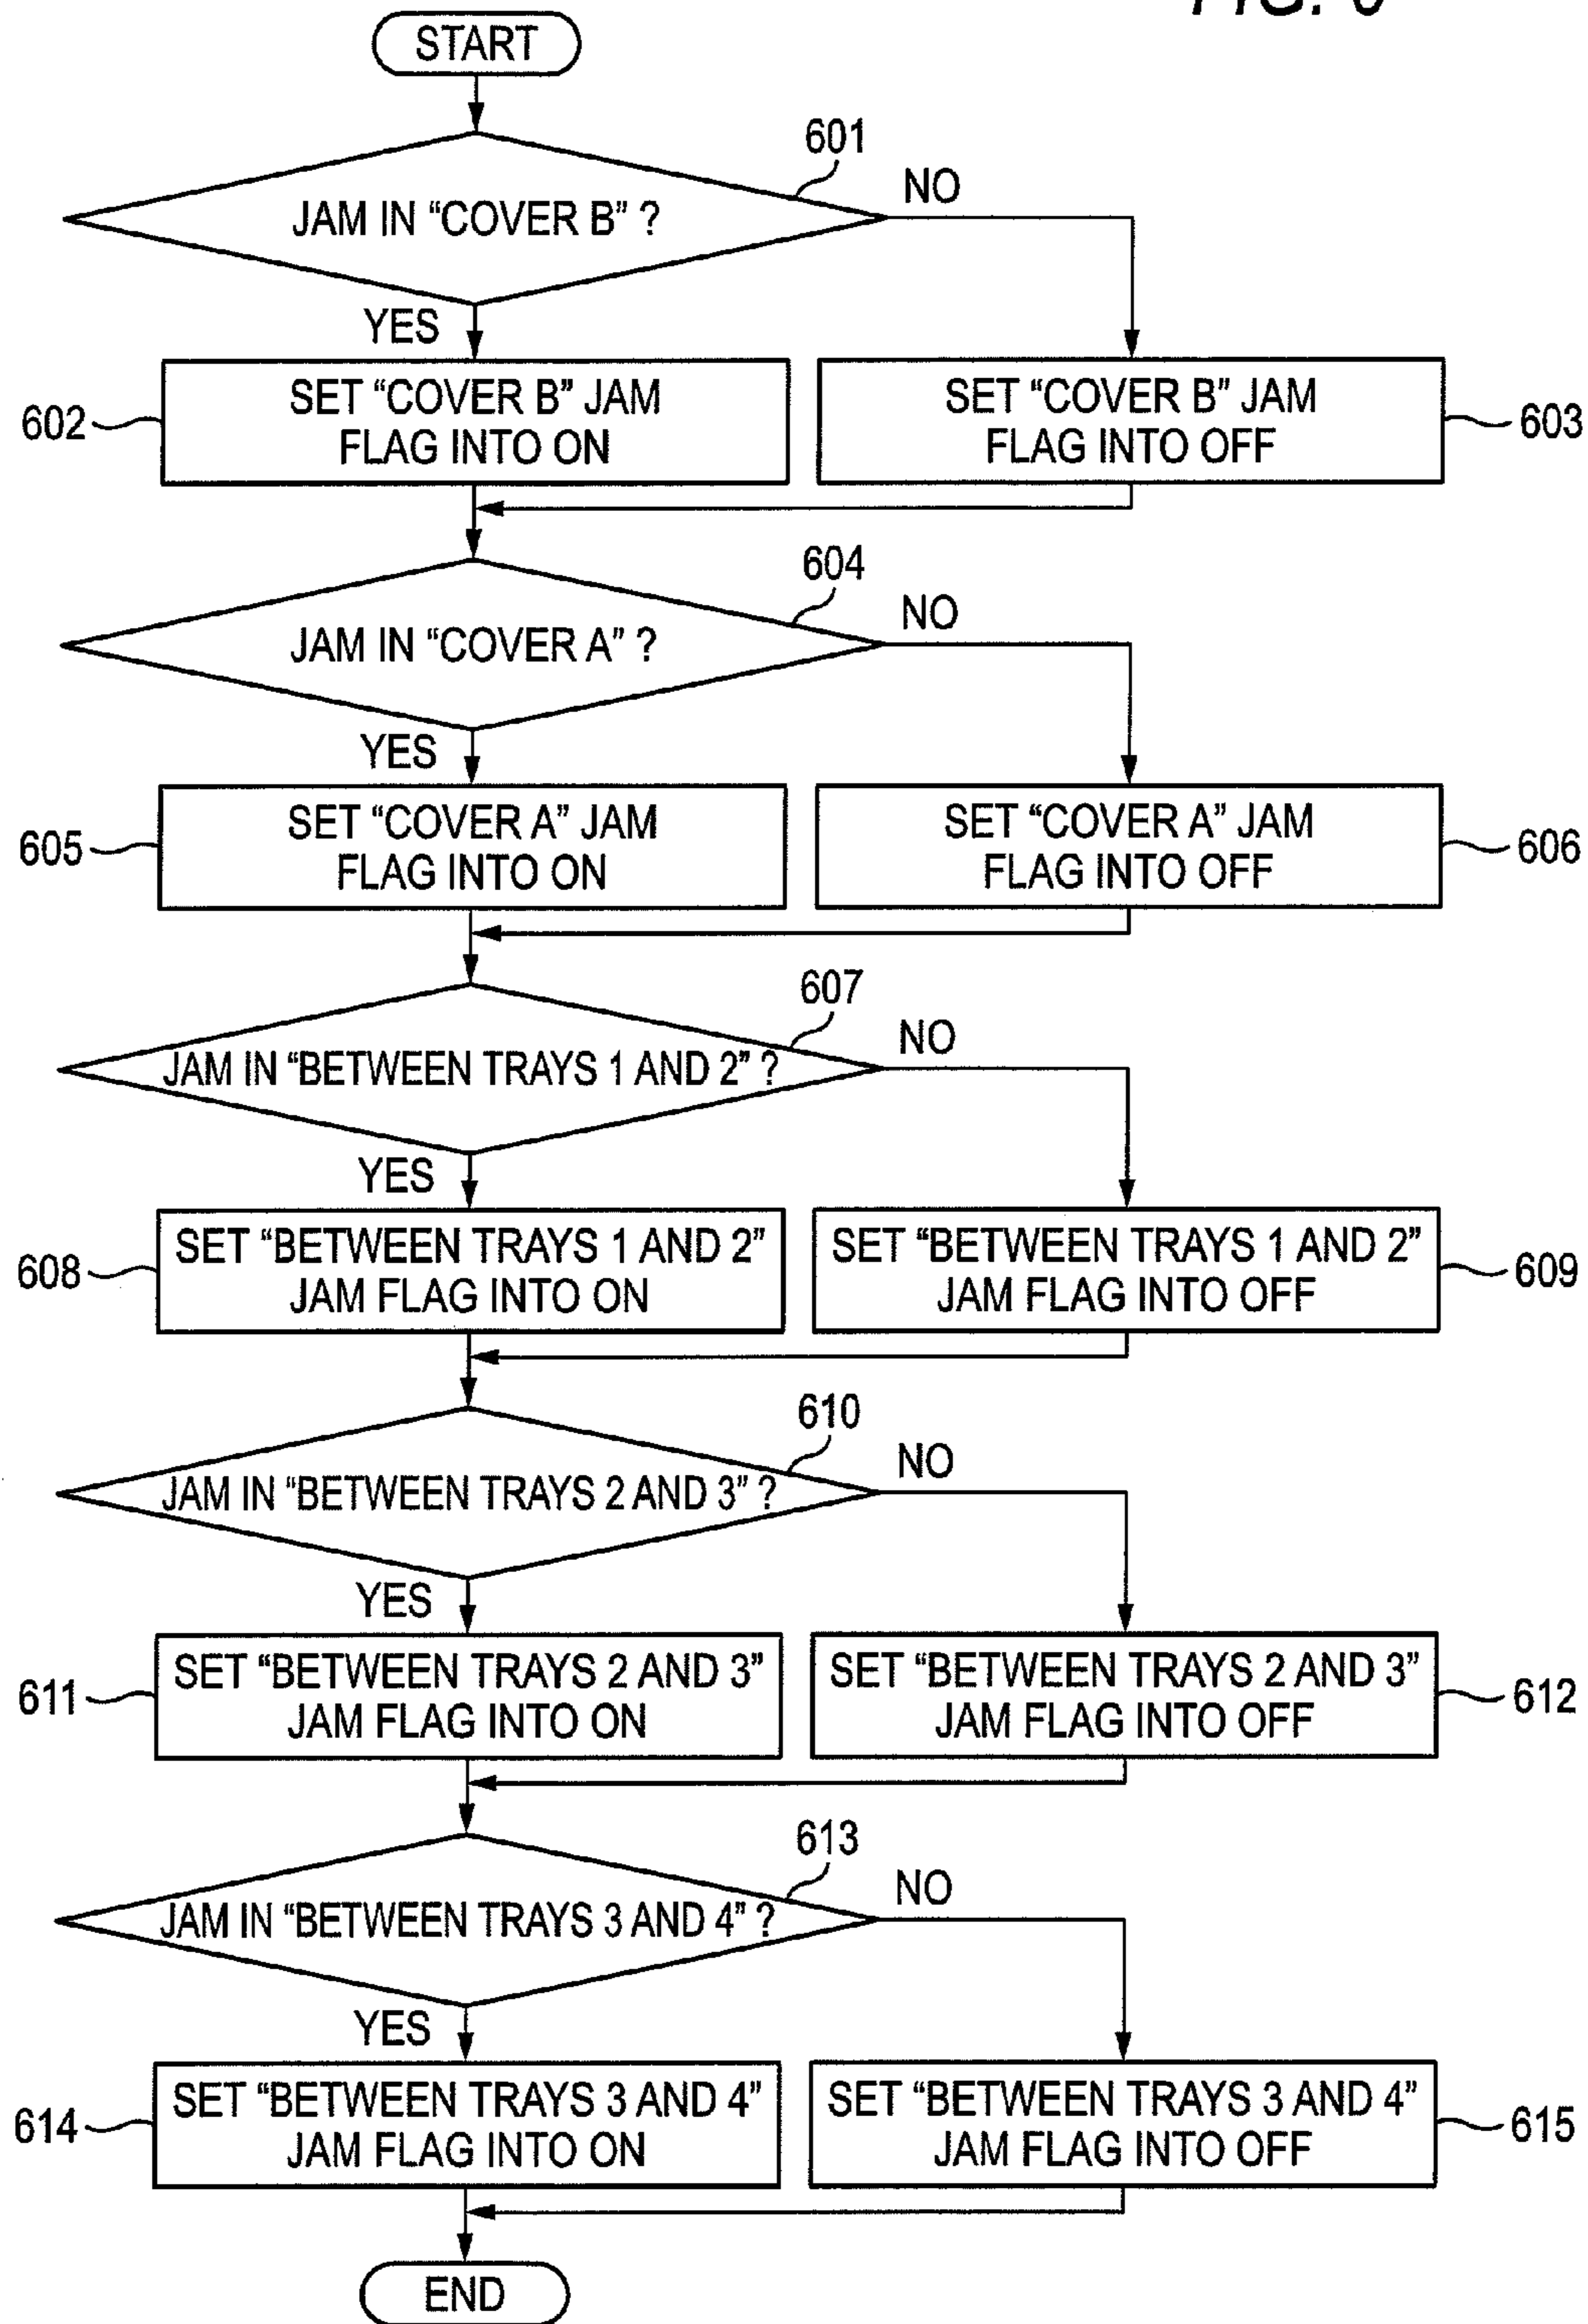 START
601
JAM IN “COVER B” ?
NO
YES
602
SET “COVER B” JAM
FLAG INTO ON
SET “COVER B” JAM
FLAG INTO OFF
603
604
JAM IN “COVER A” ?
NO
YES
605
SET “COVER A” JAM
FLAG INTO ON
SET “COVER A” JAM
FLAG INTO OFF
606
607
JAM IN “BETWEEN TRAYS 1 AND 2” ?
NO
YES
608
SET “BETWEEN TRAYS 1 AND 2”
JAM FLAG INTO ON
SET “BETWEEN TRAYS 1 AND 2”
JAM FLAG INTO OFF
609
610
JAM IN “BETWEEN TRAYS 2 AND 3” ?
NO
YES
611
SET “BETWEEN TRAYS 2 AND 3”
JAM FLAG INTO ON
SET “BETWEEN TRAYS 2 AND 3”
JAM FLAG INTO OFF
612
613
JAM IN “BETWEEN TRAYS 3 AND 4” ?
NO
YES
614
SET “BETWEEN TRAYS 3 AND 4”
JAM FLAG INTO ON
SET “BETWEEN TRAYS 3 AND 4”
JAM FLAG INTO OFF
615
END